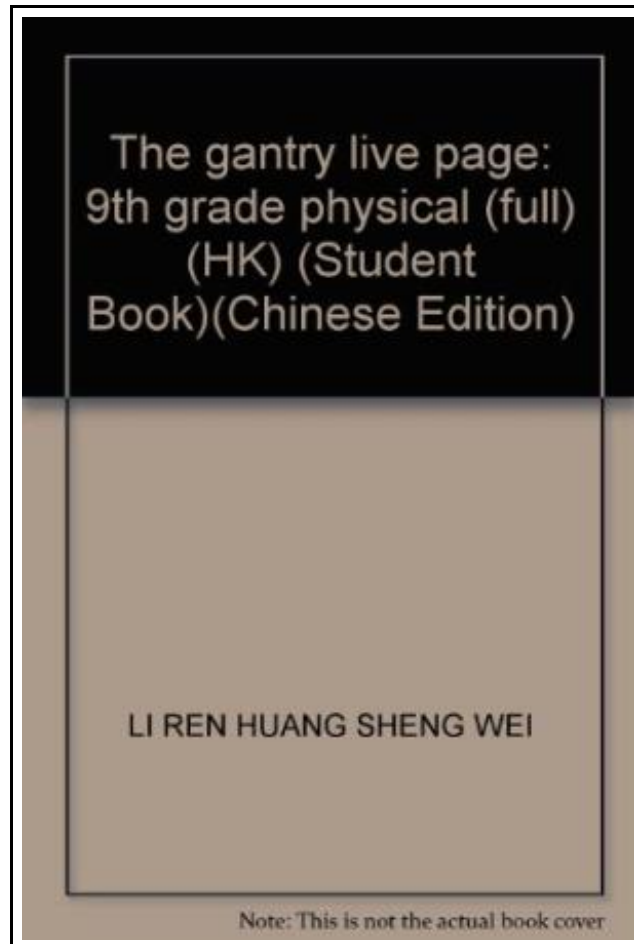 The gantry live page:
9th grade physical (full)
(HK) (Student
Book)(Chinese Edition)
LI REN HUANG SHENG WEI
Note: This is not the actual book cover